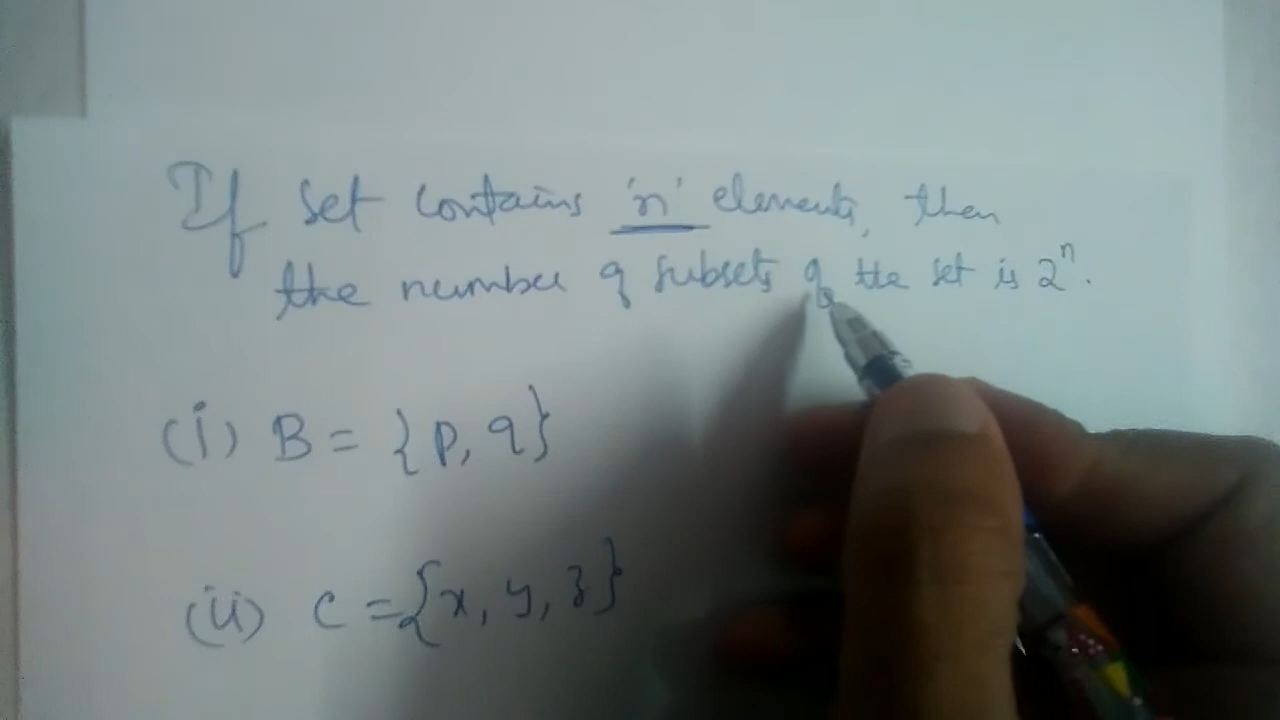 If set contains 'n' elements, then
the number of subsets of the set is 2ⁿ.
(i) B = {p, q}
(ii) C = {x, y, z}